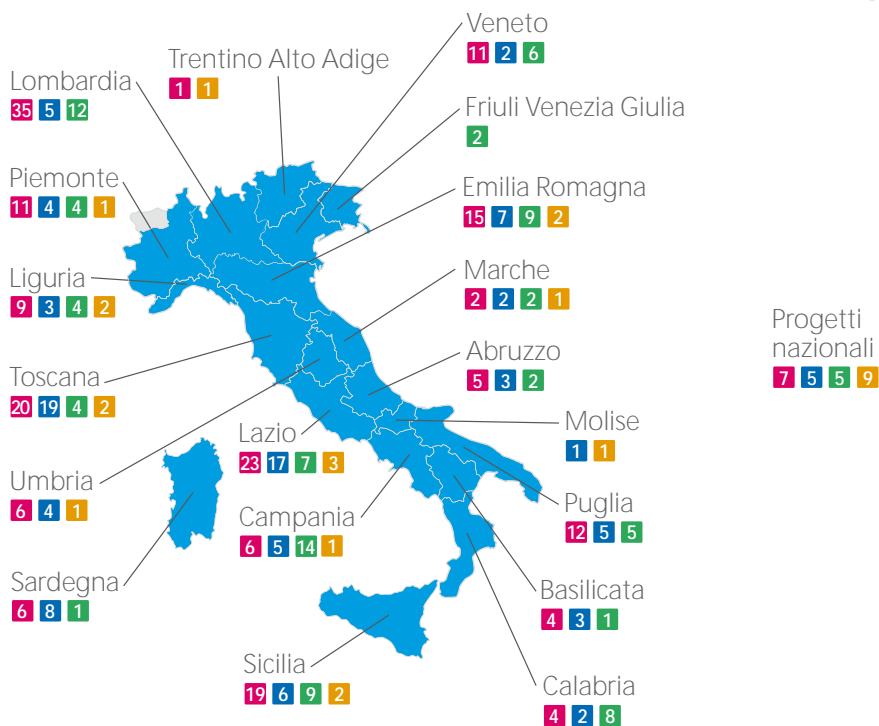 Veneto
11 2 6
Trentino Alto Adige
1 1
Lombardia
35 5 12
Friuli Venezia Giulia
2
Piemonte
11 4 4 1
Emilia Romagna
15 7 9 2
Liguria
9 3 4 2
Marche
2 2 2 1
Progetti
nazionali
7 5 5 9
Abruzzo
5 3 2
Toscana
20 19 4 2
Molise
1 1
Lazio
23 17 7 3
Umbria
6 4 1
Puglia
12 5 5
Campania
6 5 14 1
Sardegna
6 8 1
Basilicata
4 3 1
Sicilia
19 6 9 2
Calabria
4 2 8